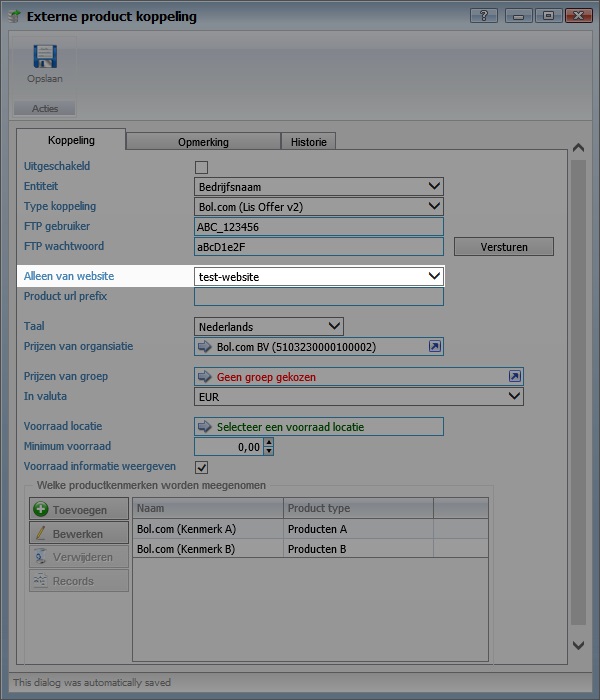 Externe product koppeling
?
Opslaan
Acties
Koppeling
Opmerking
Historie
Uitgeschakeld
Entiteit
Bedrijfsnaam
Type koppeling
Bol.com (Lis Offer v2)
FTP gebruiker
ABC_123456
FTP wachtwoord
aBcD1e2F
Versturen
Alleen van website
test-website
Product url prefix
Taal
Nederlands
Prijzen van organsiatie
Bol.com BV (5103230000100002)
Prijzen van groep
Geen groep gekozen
In valuta
EUR
Voorraad locatie
Selecteer een voorraad locatie
Minimum voorraad
0,00
Voorraad informatie weergeven
Welke productkenmerken worden meegenomen
Toevoegen
Bewerken
Verwijderen
Records
Naam Product type
Bol.com (Kenmerk A) Producten A
Bol.com (Kenmerk B) Producten B
This dialog was automatically saved